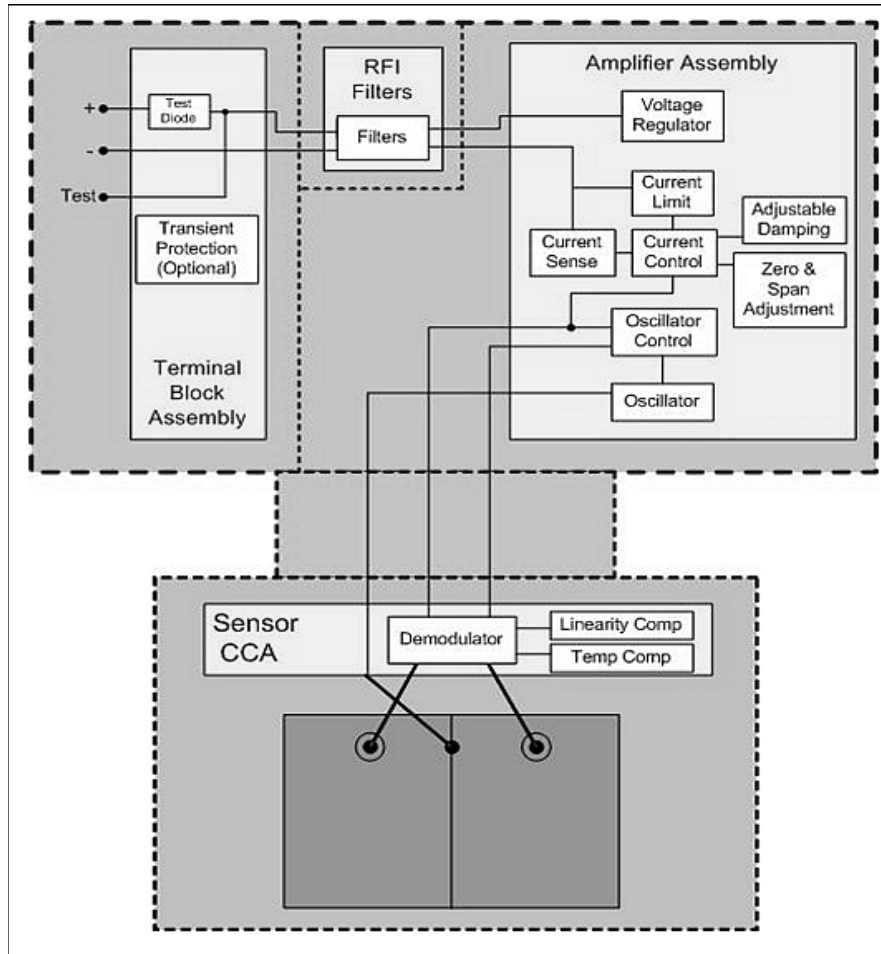 RFI
Filters
Amplifier Assembly
+
Test
Diode
Filters
Voltage
Regulator
-
Test
Transient
Protection
(Optional)
Current
Limit
Adjustable
Damping
Current
Sense
Current
Control
Zero &
Span
Adjustment
Oscillator
Control
Terminal
Block
Assembly
Oscillator
Sensor
CCA
Demodulator
Linearity Comp
Temp Comp